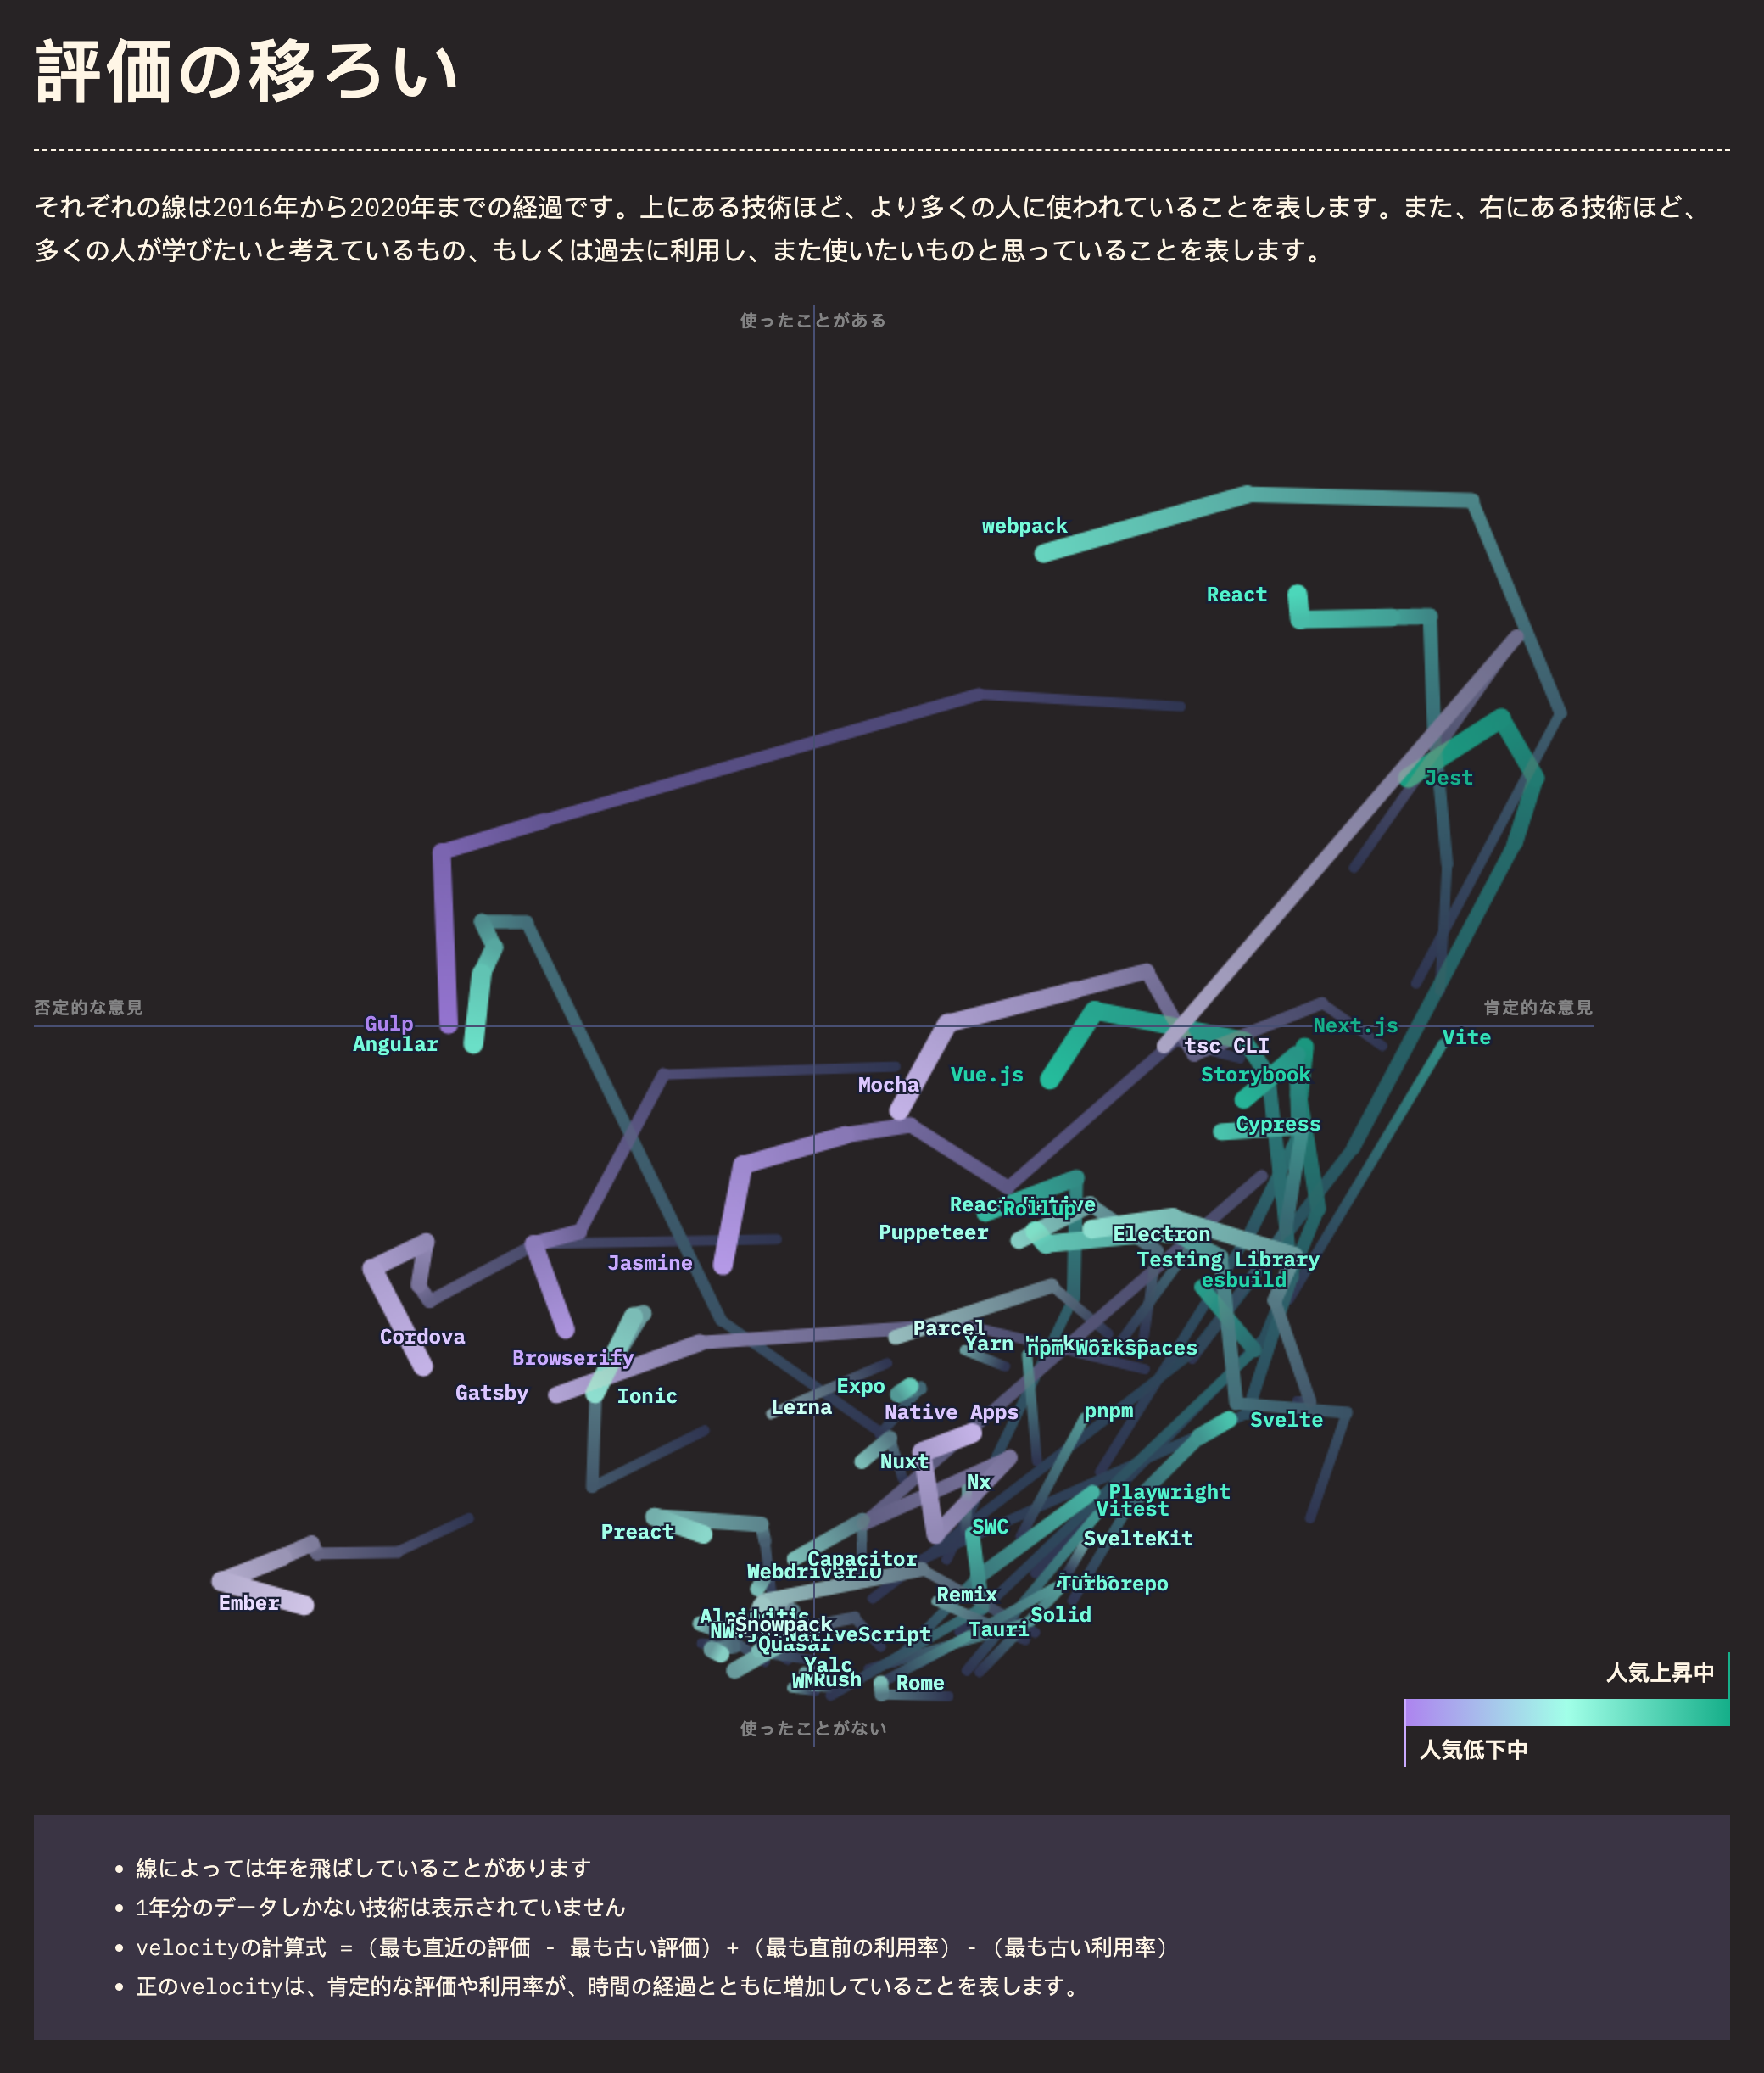 評価の移ろい
それぞれの線は2016年から2020年までの経過です。上にある技術ほど、より多くの人に使われていることを表します。また、右にある技術ほど、
多くの人が学びたいと考えているもの、もしくは過去に利用し、また使いたいものと思っていることを表します。
使ったことがある
webpack
React
Jest
否定的な意見
肯定的な意見
Gulp
Next.js
Angular
Vite
tsc CLI
Mocha
Vue.js
Storybook
Cypress
Rollup
Puppeteer
Electron
Jasmine
Testing Library
esbuild
Parcel
Cordova
Yarn
npm Workspaces
Browserify
Expo
Gatsby
Ionic
Lerna
Native Apps
pnpm
Svelte
Nuxt
Nx
Playwright
Vitest
SWC
Preact
SvelteKit
Capacitor
WebdriverIO
Turborepo
Remix
Ember
Solid
Snowpack
Tauri
NativeScript
Quasar
Yalc
Rush
Rome
使ったことがない
人気上昇中
人気低下中
• 線によっては年を飛ばしていることがあります
• 1年分のデータしかない技術は表示されていません
• velocityの計算式 = (最も直近の評価 - 最も古い評価) + (最も直前の利用率) - (最も古い利用率)
• 正のvelocityは、肯定的な評価や利用率が、時間の経過とともに増加していることを表します。